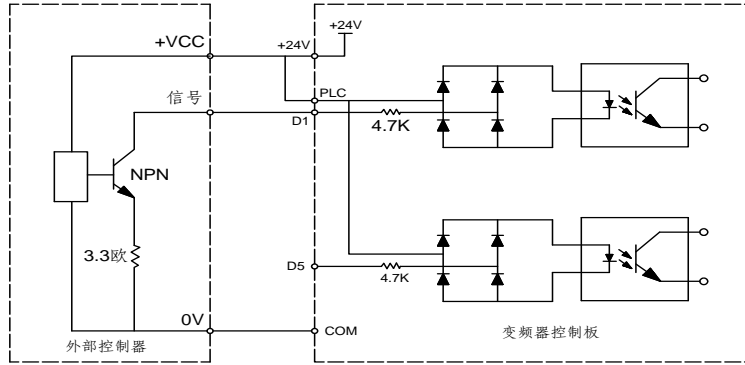 +24V
+VCC
+24V
信号
PLC
D1
4.7K
NPN
3.3欧
D5
4.7K
0V
COM
外部控制器
变频器控制板